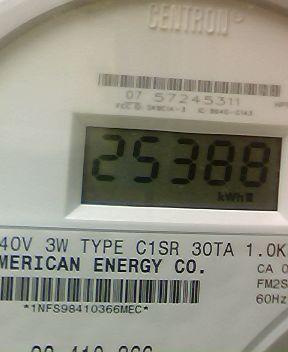 CENTRON®
07 57245311
25388
kWh
40V 3W TYPE C1SR 30TA 1.0K
MERICAN ENERGY CO.
CA 0
FM2S
60Hz
*1NFS98410366MEC*